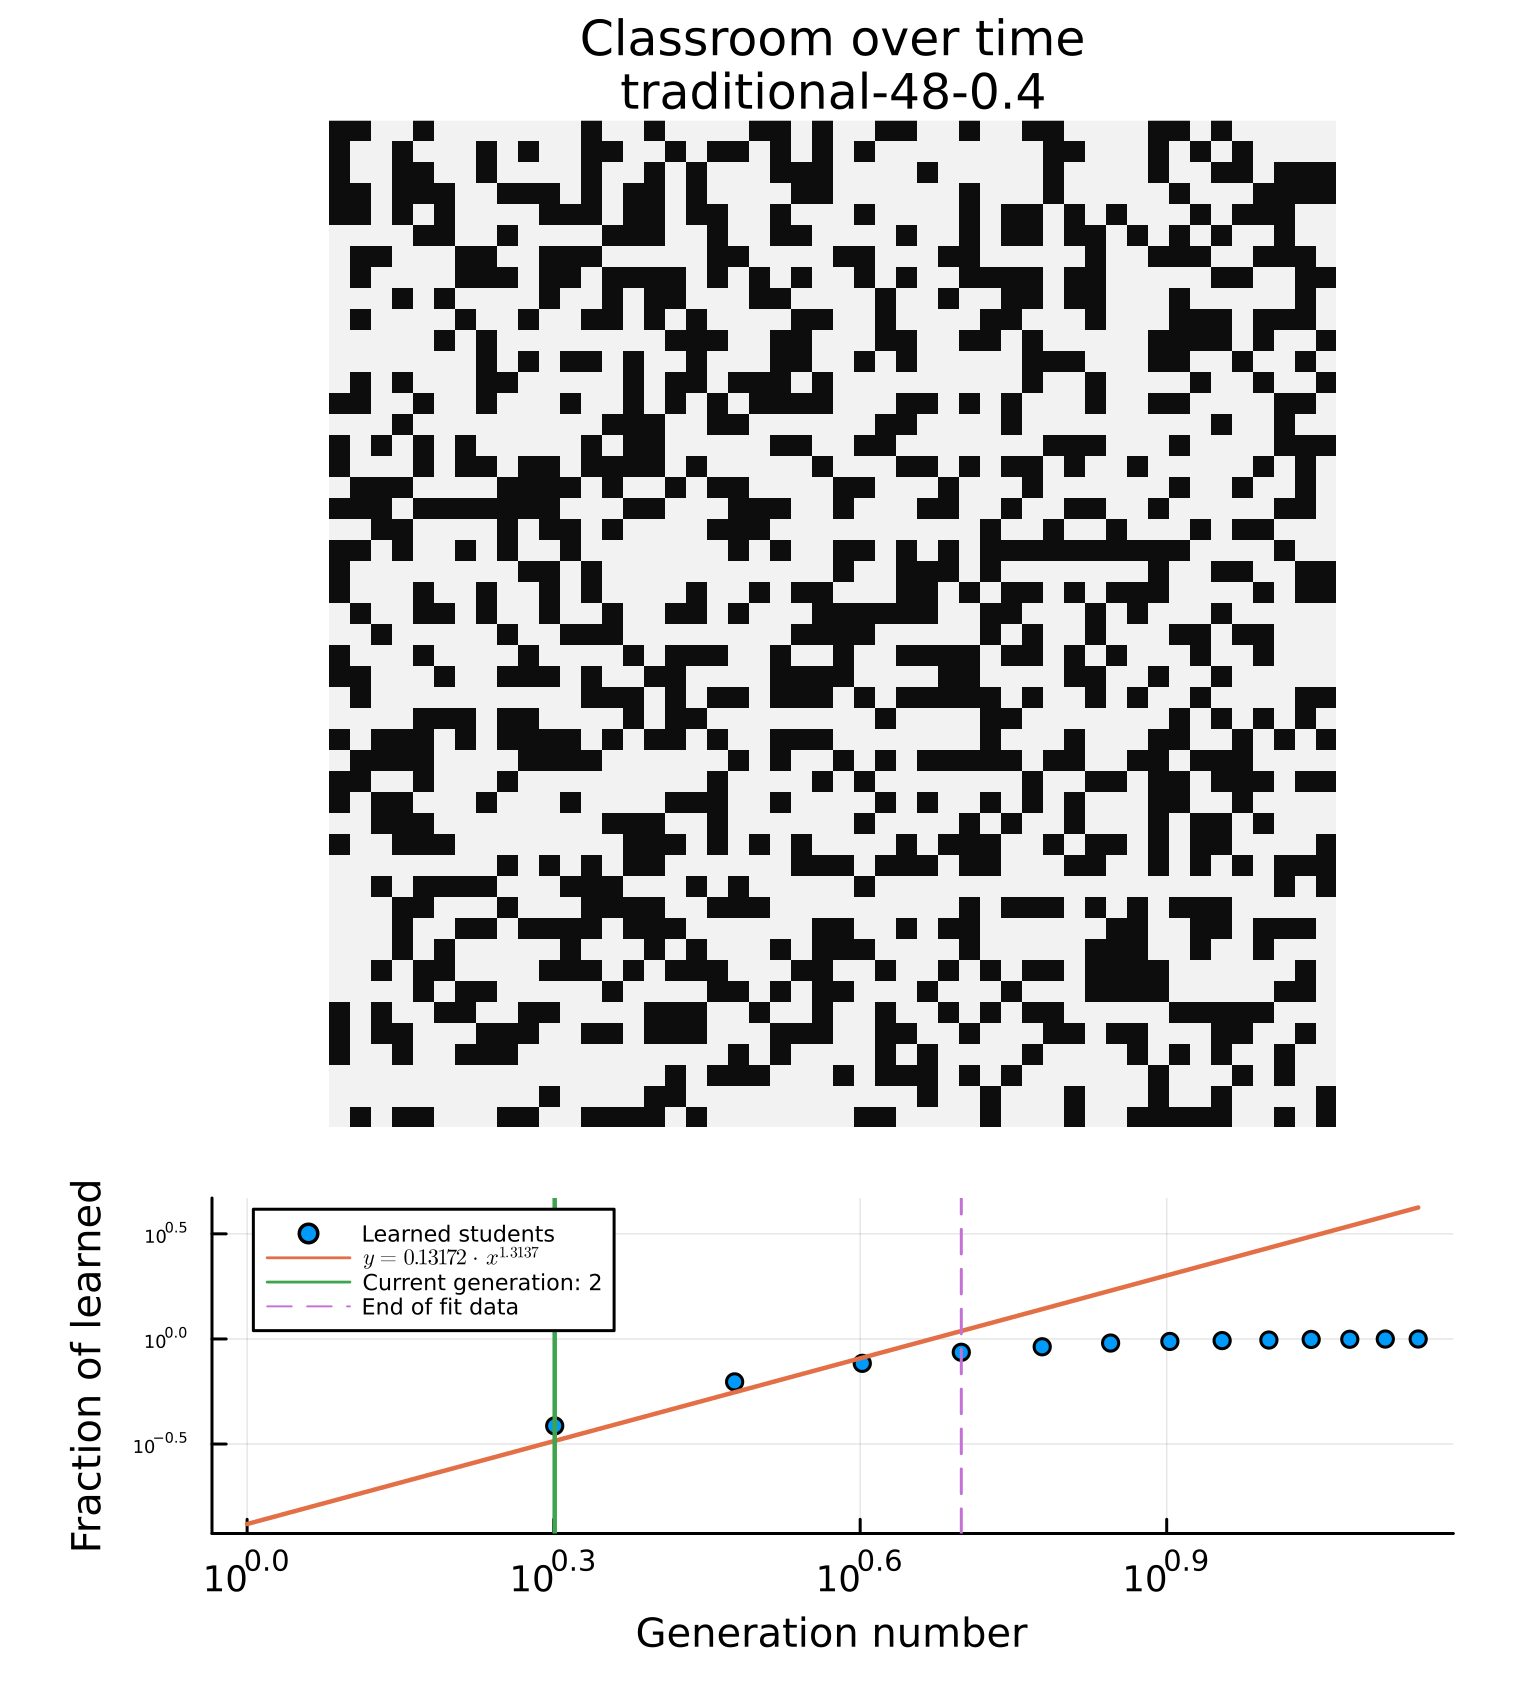 Classroom over time
traditional-48-0.4
Fraction of learned
10^0.5
10^0.0
10^−0.5
Learned students
y = 0.13172 · x^1.3137
Current generation: 2
End of fit data
10^0.0 10^0.3 10^0.6 10^0.9
Generation number